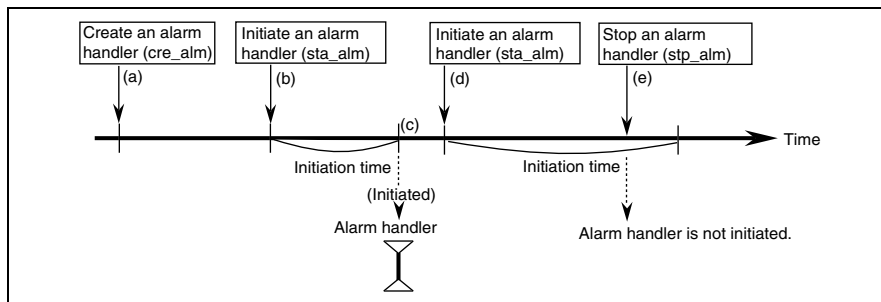 Create an alarm
handler (cre_alm)
Initiate an alarm
handler (sta_alm)
Initiate an alarm
handler (sta_alm)
Stop an alarm
handler (stp_alm)
(a)
(b)
(d)
(e)
(c)
Time
Initiation time
Initiation time
(Initiated)
Alarm handler
Alarm handler is not initiated.